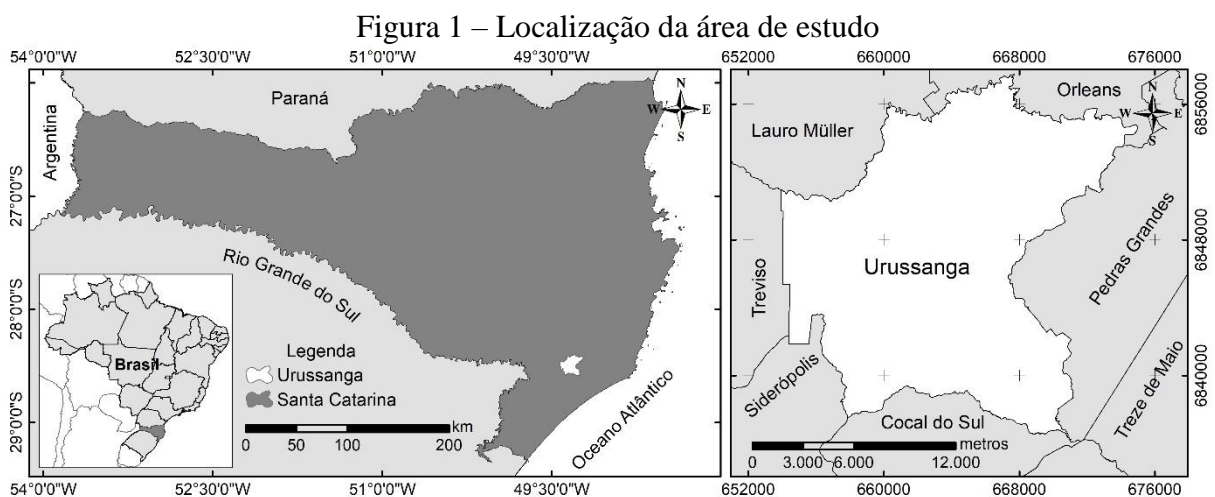 Figura 1 – Localização da área de estudo
54°0'0"W 52°30'0"W 51°0'0"W 49°30'0"W
652000 660000 668000 676000
Argentina
Paraná
N
W E
S
27°0'0"S
28°0'0"S
29°0'0"S
Rio Grande do Sul
Brasil
Legenda
Urussanga
Santa Catarina
km
0 50 100 200
Oceano Atlântico
54°0'0"W 52°30'0"W 51°0'0"W 49°30'0"W
Orleans
N
W E
S
Lauro Müller
Treviso
Urussanga
Pedras Grandes
Siderópolis
Cocal do Sul
Treze de Maio
metros
0 3.000 6.000 12.000
6856000
6848000
6840000
652000 660000 668000 676000